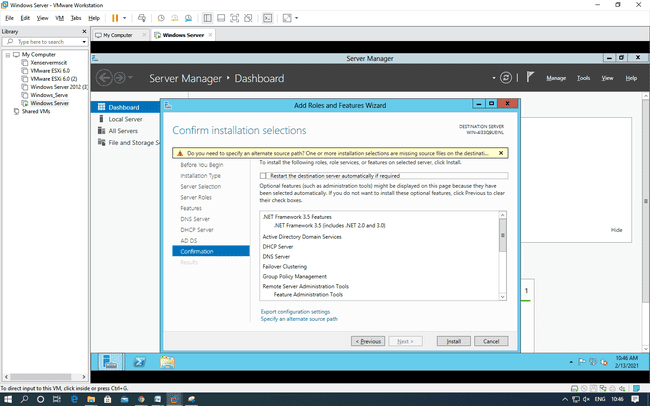 Windows Server - VMware Workstation
File Edit View VM Tabs Help
Library
Type here to search
My Computer
Xenservermscit
VMware ESXi 6.0
VMware ESXi 6.0 (2)
Windows Server 2012 (3)
Windows_Serve
Windows Server
Shared VMs
My Computer
Windows Server
Server Manager
Server Manager • Dashboard
Manage Tools View Help
Dashboard
Local Server
All Servers
File and Storage S
Hide
1
Add Roles and Features Wizard
Confirm installation selections
DESTINATION SERVER
Do you need to specify an alternate source path? One or more installation selections are missing source files on the destinati...
Before You Begin
Installation Type
Server Selection
Server Roles
Features
DNS Server
DHCP Server
AD DS
Confirmation
Results
To install the following roles, role services, or features on selected server, click Install.
Restart the destination server automatically if required
Optional features (such as administration tools) might be displayed on this page because they have
been selected automatically. If you do not want to install these optional features, click Previous to clear
their check boxes.
.NET Framework 3.5 Features
.NET Framework 3.5 (includes .NET 2.0 and 3.0)
Active Directory Domain Services
DHCP Server
DNS Server
Failover Clustering
Group Policy Management
Remote Server Administration Tools
Feature Administration Tools
Export configuration settings
Specify an alternate source path
< Previous
Next >
Install
Cancel
10:46 AM
2/13/2021
To direct input to this VM, click inside or press Ctrl+G.
ENG
10:46